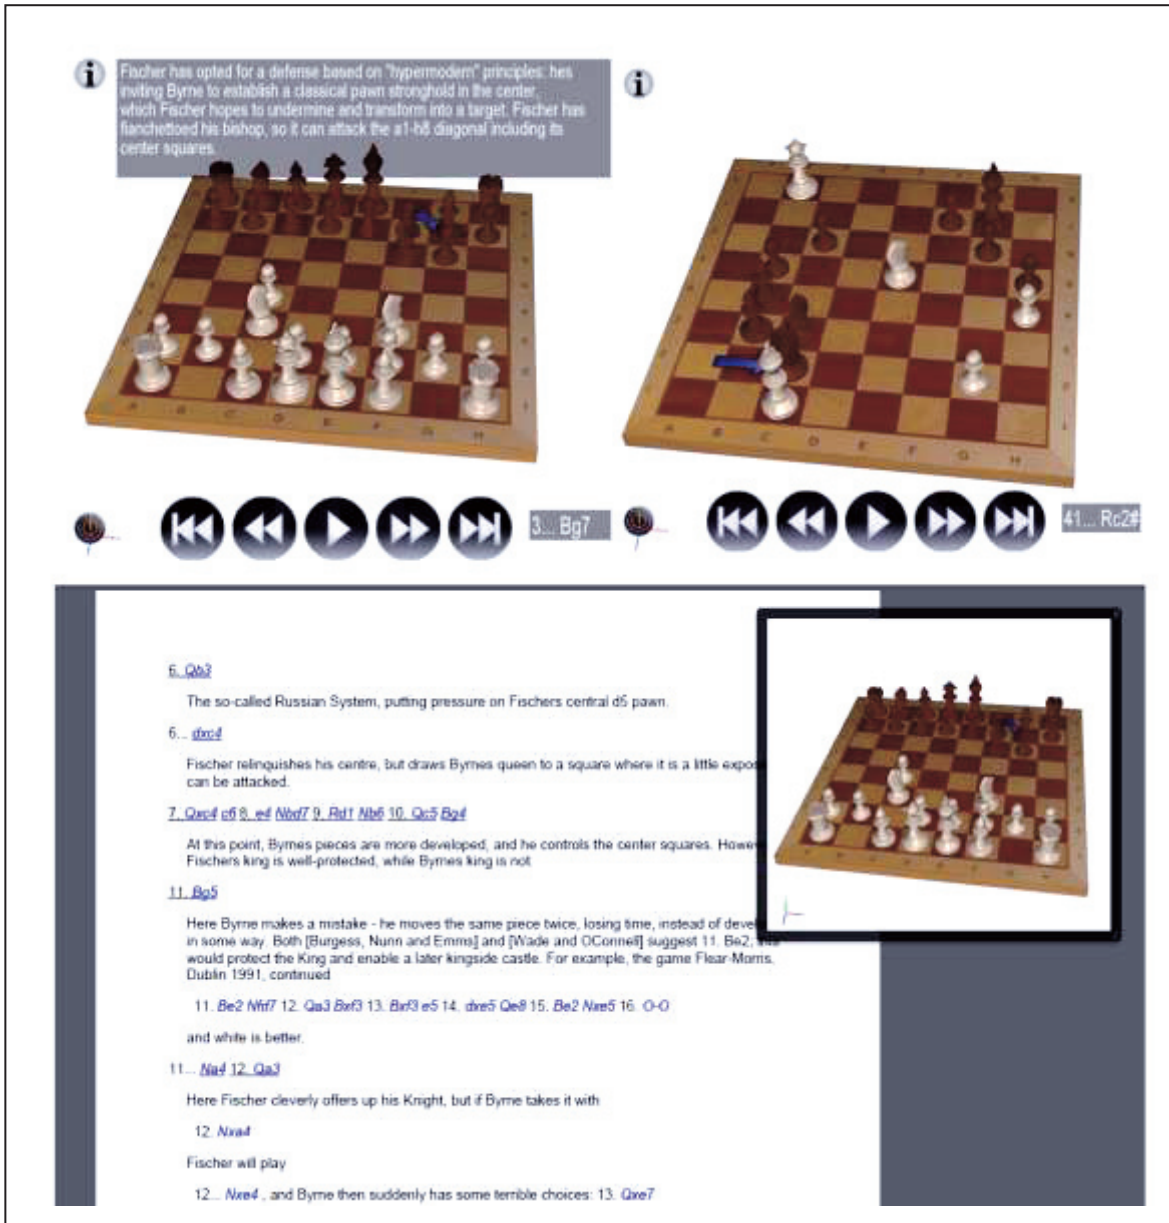 Fischer has opted for a defense based on "hypermodern" principles: hes
inviting Byrne to establish a classical pawn stronghold in the center,
which Fischer hopes to undermine and transform into a target. Fischer has
fianchettoed his bishop, so it can attack the a1-h8 diagonal including its
center squares.
A B C D E F G H
A B C D E F G H
3... Bg7
41... Rc2#
6. Qb3
The so-called Russian System, putting pressure on Fischers central d5 pawn.
6... dxc4
Fischer relinquishes his centre, but draws Byrnes queen to a square where it is a little
can be attacked.
7. Qxc4 c6 8. e4 Nbd7 9. Rd1 Nb6 10. Qc5 Bg4
At this point, Byrnes pieces are more developed, and he controls the center squares.
Fischers king is well-protected, while Byrnes king is not
11. Bg5
Here Byrne makes a mistake - he moves the same piece twice, losing time, instead of
in some way. Both [Burgess, Nunn and Emms] and [Wade and OConnell] suggest 11. Be2;
would protect the King and enable a later kingside castle. For example, the game Flear-Morris,
Dublin 1991, continued
11. Be2 Nfd7 12. Qa3 Bxf3 13. Bxf3 e5 14. dxe5 Qe8 15. Be2 Nxe5 16. O-O
and white is better.
11... Na4 12. Qa3
Here Fischer cleverly offers up his Knight, but if Byrne takes it with
12. Nxa4
Fischer will play
12... Nxe4 , and Byrne then suddenly has some terrible choices: 13. Qxe7